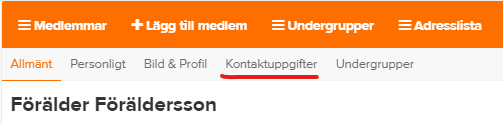 Medlemmar Lägg till medlem Undergrupper Adresslista
Allmänt Personligt Bild & Profil Kontaktuppgifter Undergrupper
Förälder Föräldersson